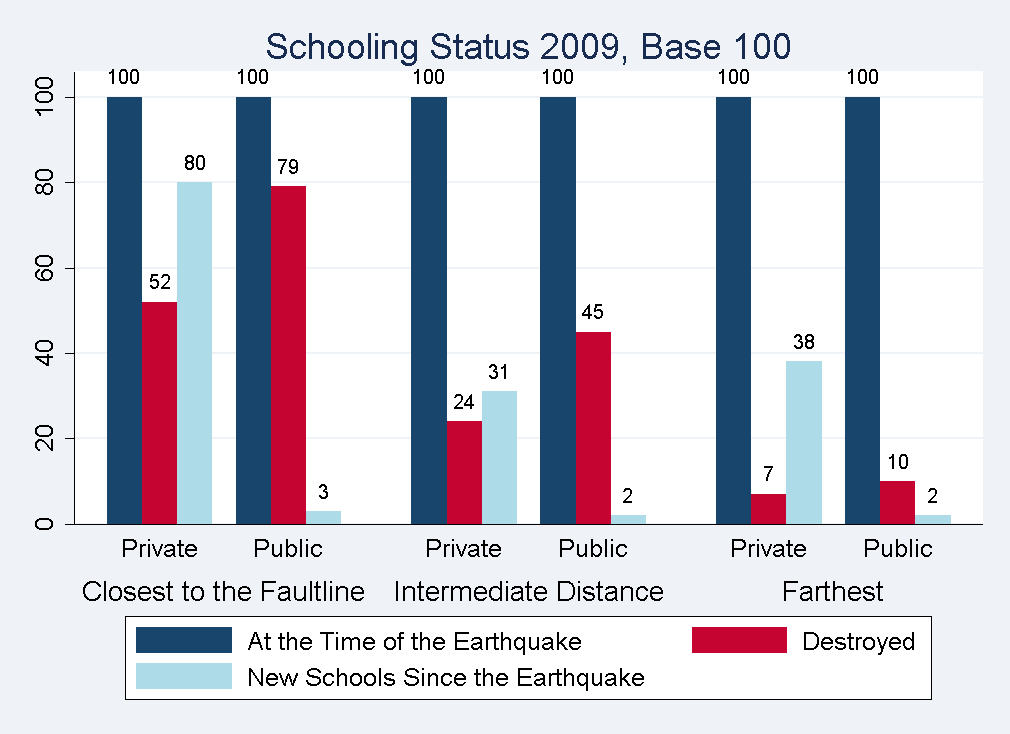 Schooling Status 2009, Base 100
100 100 100 100 100 100
100
80
60
40
20
0
52 80 79 3 24 31 45 2 7 38 10 2
Private Public Private Public Private Public
Closest to the Faultline Intermediate Distance Farthest
At the Time of the Earthquake Destroyed
New Schools Since the Earthquake